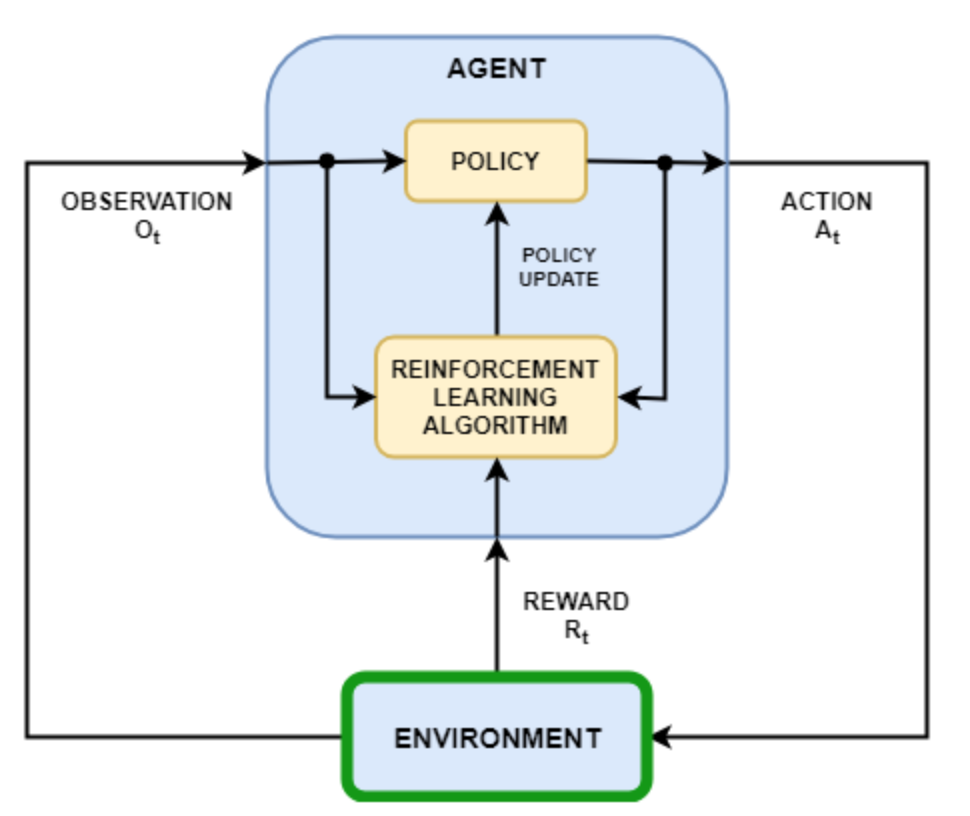 AGENT
POLICY
OBSERVATION
Oₜ
ACTION
Aₜ
POLICY
UPDATE
REINFORCEMENT
LEARNING
ALGORITHM
REWARD
Rₜ
ENVIRONMENT